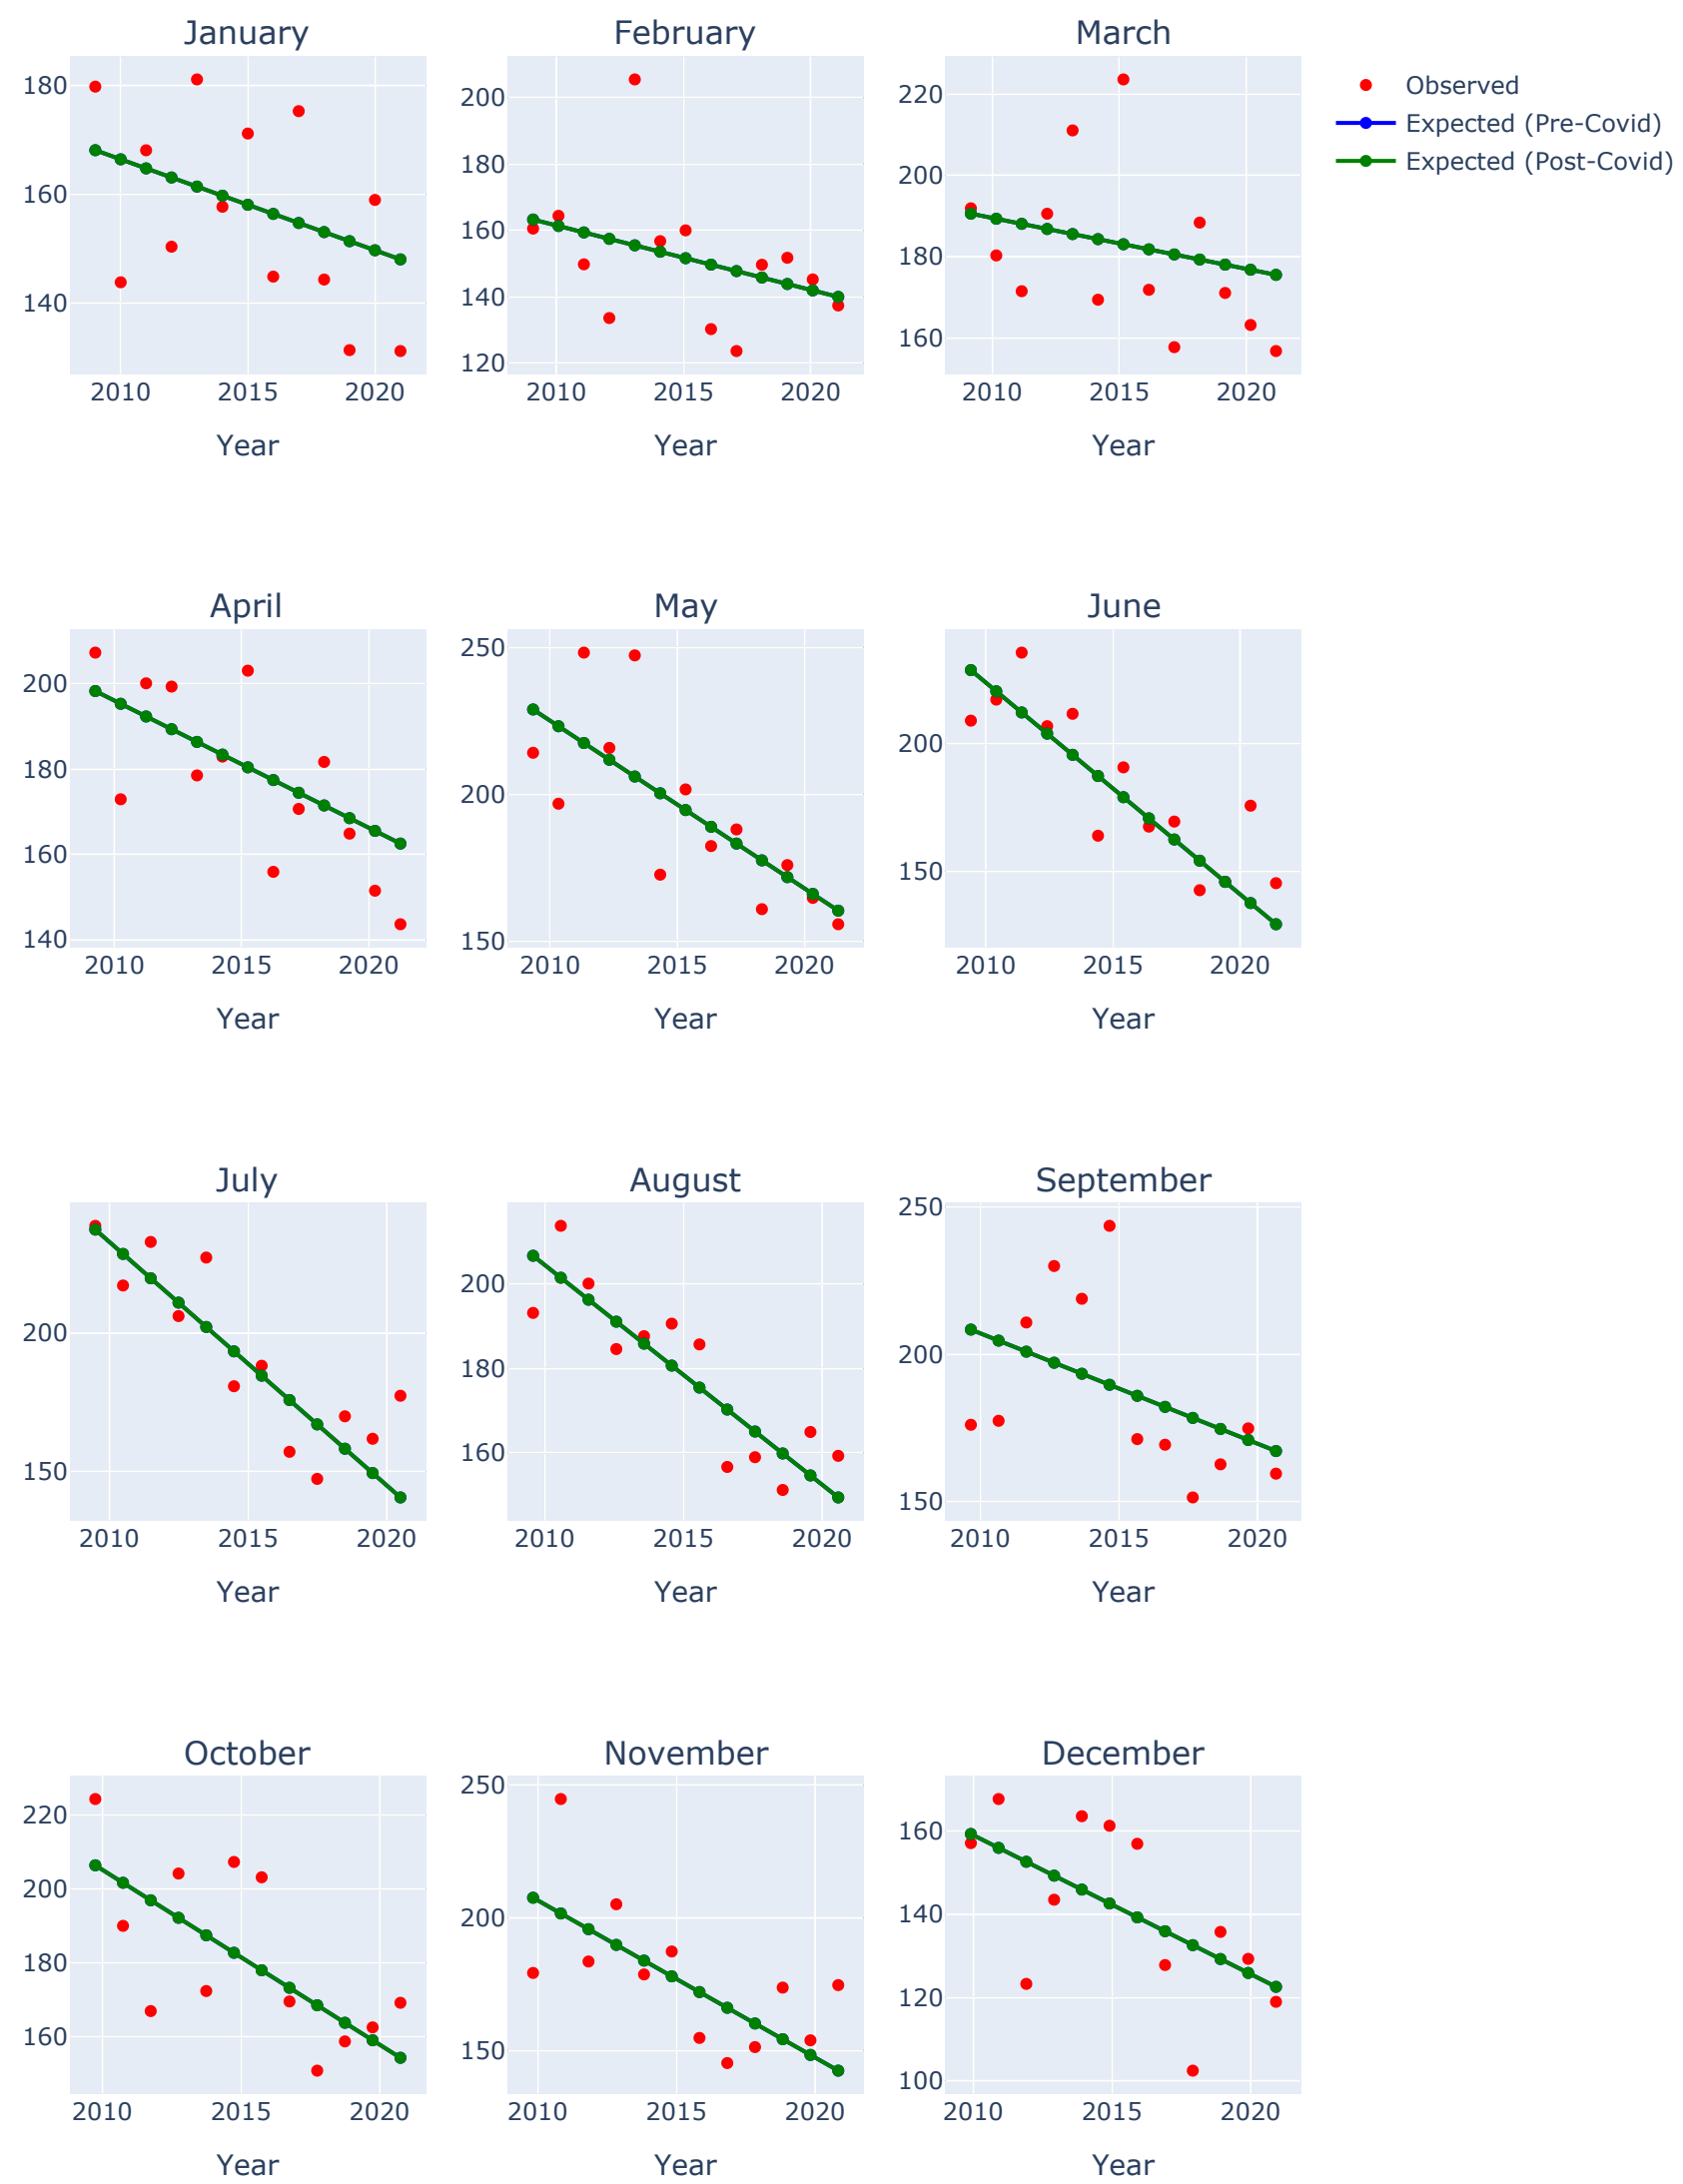 January
February
March
180
160
140
2010 2015 2020
Year
200
180
160
140
120
2010 2015 2020
Year
220
200
180
160
2010 2015 2020
Year
Observed
Expected (Pre-Covid)
Expected (Post-Covid)
April
May
June
200
180
160
140
2010 2015 2020
Year
250
200
150
2010 2015 2020
Year
200
150
2010 2015 2020
Year
July
August
September
200
150
2010 2015 2020
Year
200
180
160
2010 2015 2020
Year
250
200
150
2010 2015 2020
Year
October
November
December
220
200
180
160
2010 2015 2020
Year
250
200
150
2010 2015 2020
Year
160
140
120
100
2010 2015 2020
Year